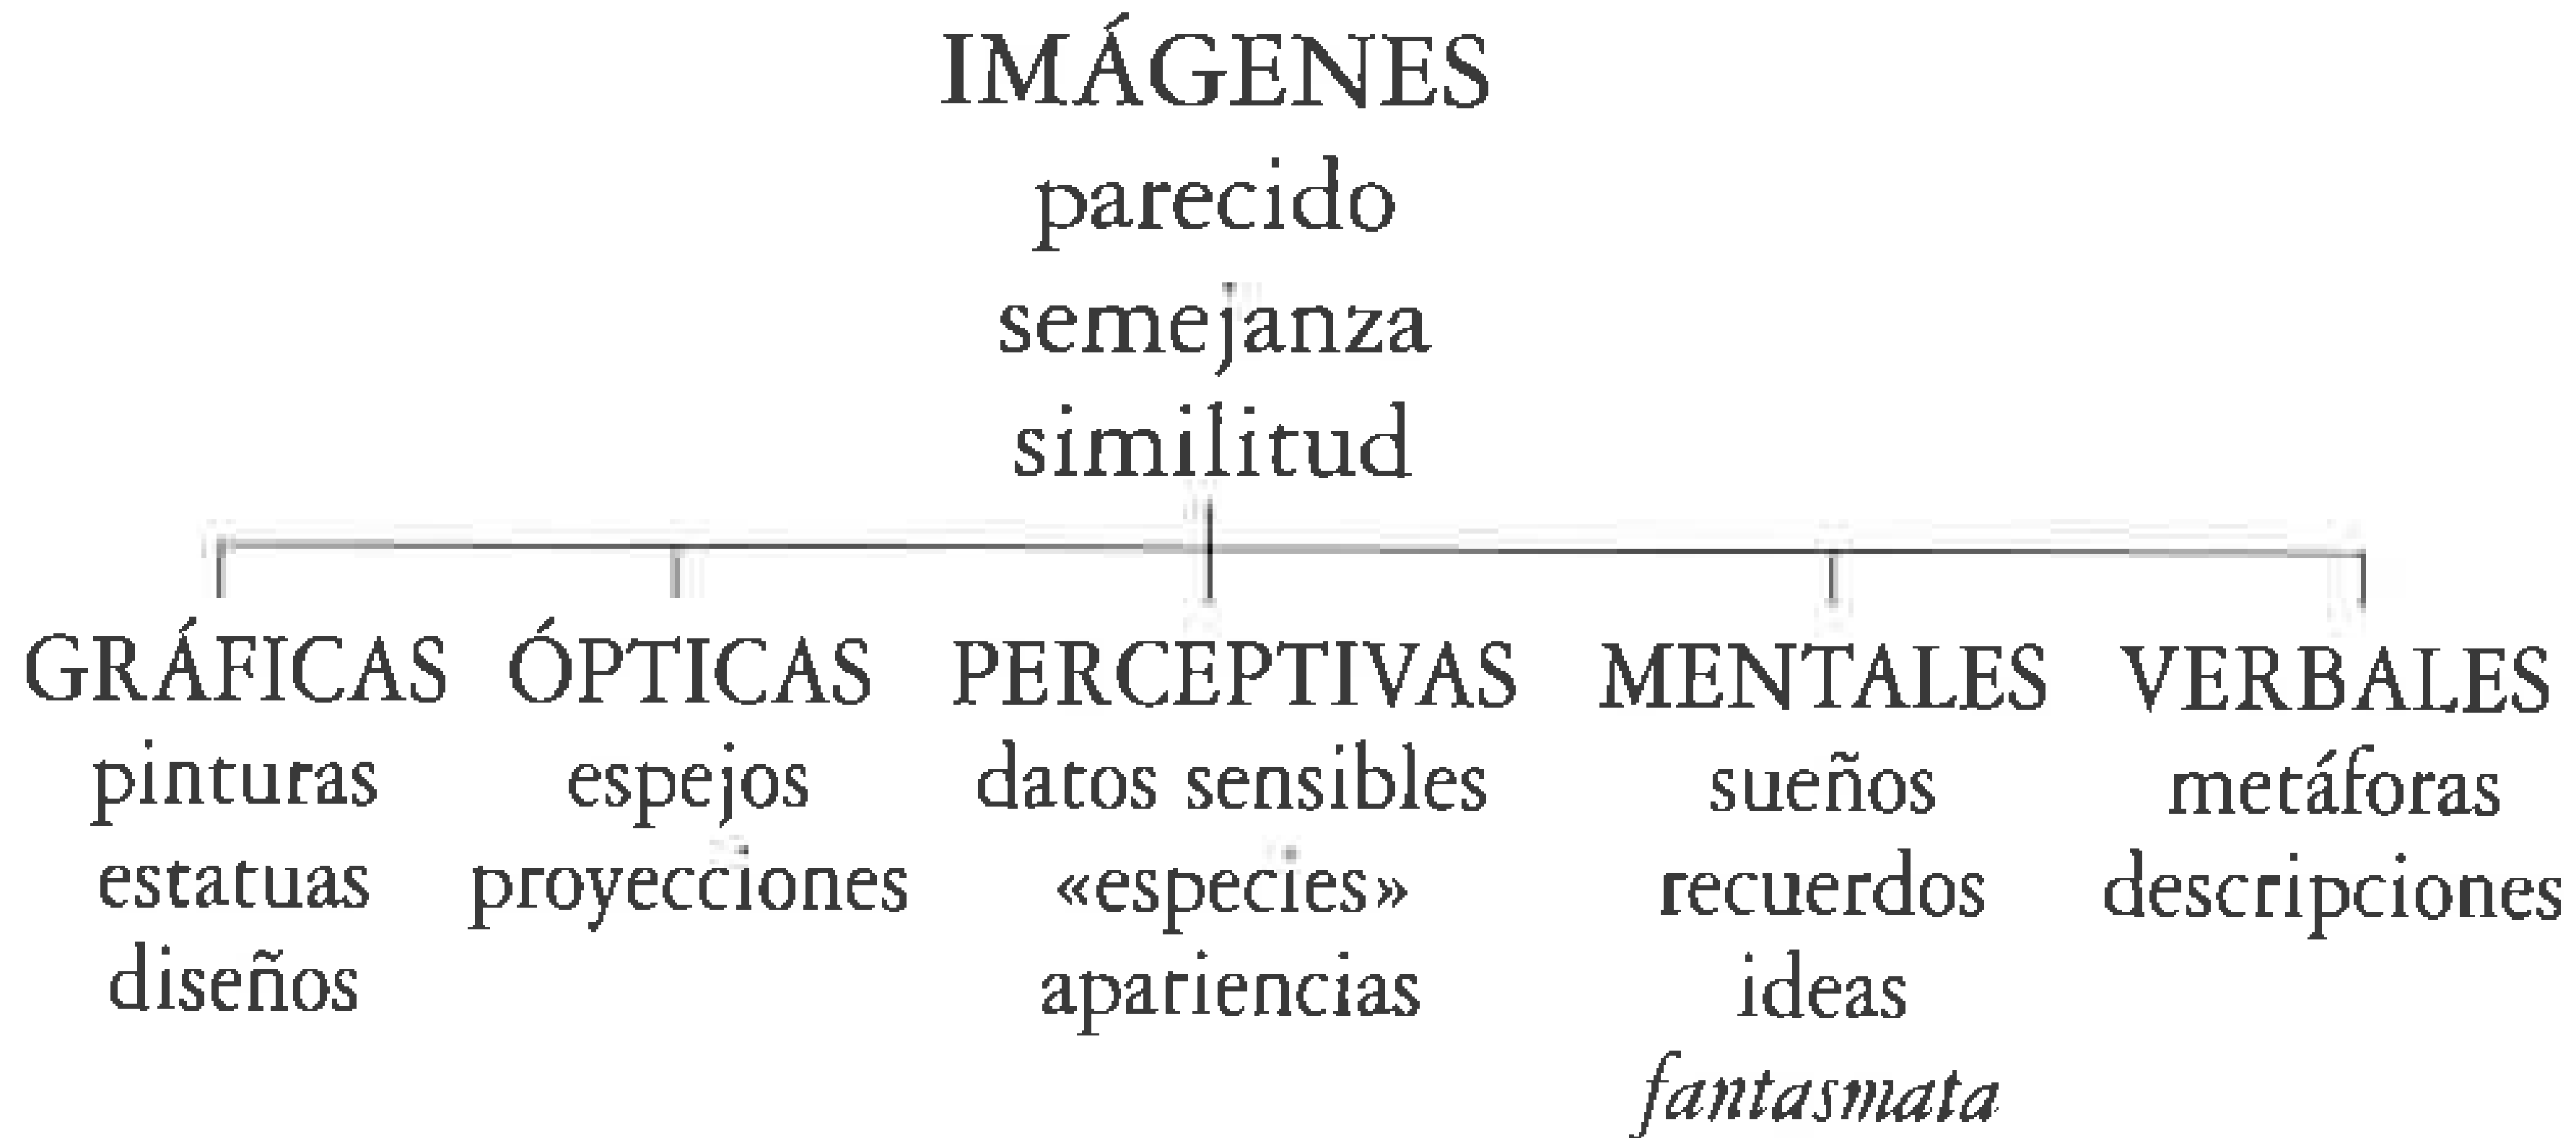 IMÁGENES
parecido
semejanza
similitud
GRÁFICAS
pinturas
estatuas
diseños
ÓPTICAS
espejos
proyecciones
PERCEPTIVAS
datos sensibles
«especies»
apariencias
MENTALES
sueños
recuerdos
ideas
fantasmata
VERBALES
metáforas
descripciones